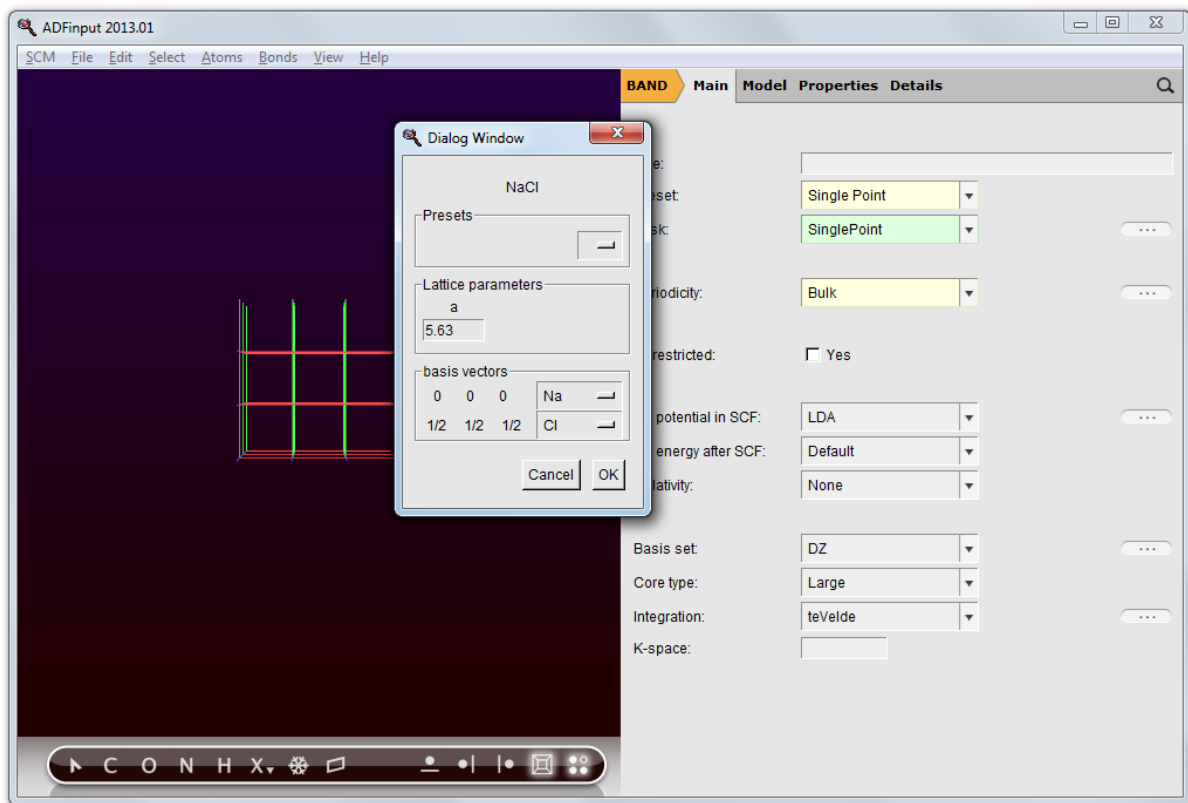 ADFinput 2013.01
SCM File Edit Select Atoms Bonds View Help
BAND Main Model Properties Details
Dialog Window
NaCl
Presets
Lattice parameters
a
5.63
basis vectors
0 0 0 Na
1/2 1/2 1/2 Cl
Cancel OK
e:
eset: Single Point
sk: SinglePoint
riodicity: Bulk
restricted: Yes
potential in SCF: LDA
energy after SCF: Default
lativity: None
Basis set: DZ
Core type: Large
Integration: teVelde
K-space:
C O N H X